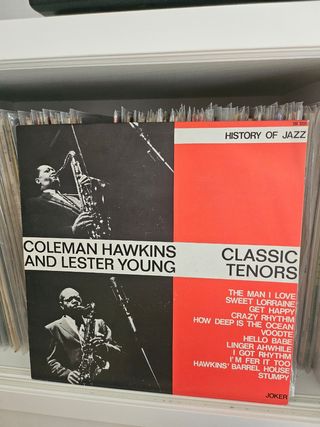 HISTORY OF JAZZ
COLEMAN HAWKINS
AND LESTER YOUNG
CLASSIC
TENORS
THE MAN I LOVE
SWEET LORRAINE
GET HAPPY
CRAZY RHYTHM
HOW DEEP IS THE OCEAN
VOODTE
HELLO BABE
LINGER AHWHILE
I GOT RHYTHM
I'M FER IT TOO
HAWKINS' BARREL HOUSE
STUMPY
JOKER